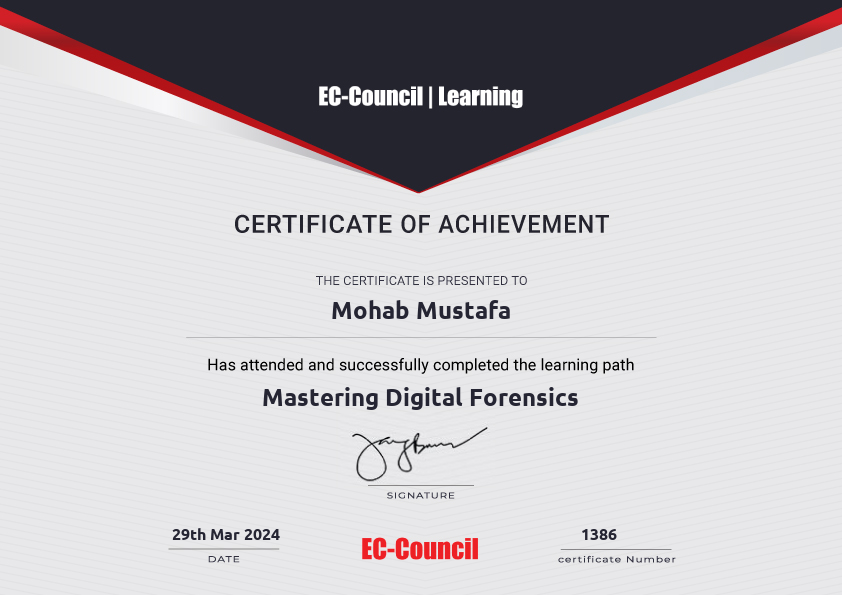 EC-Council | Learning
CERTIFICATE OF ACHIEVEMENT
THE CERTIFICATE IS PRESENTED TO
Mohab Mustafa
Has attended and successfully completed the learning path
Mastering Digital Forensics
SIGNATURE
29th Mar 2024
DATE
EC-Council
1386
certificate Number